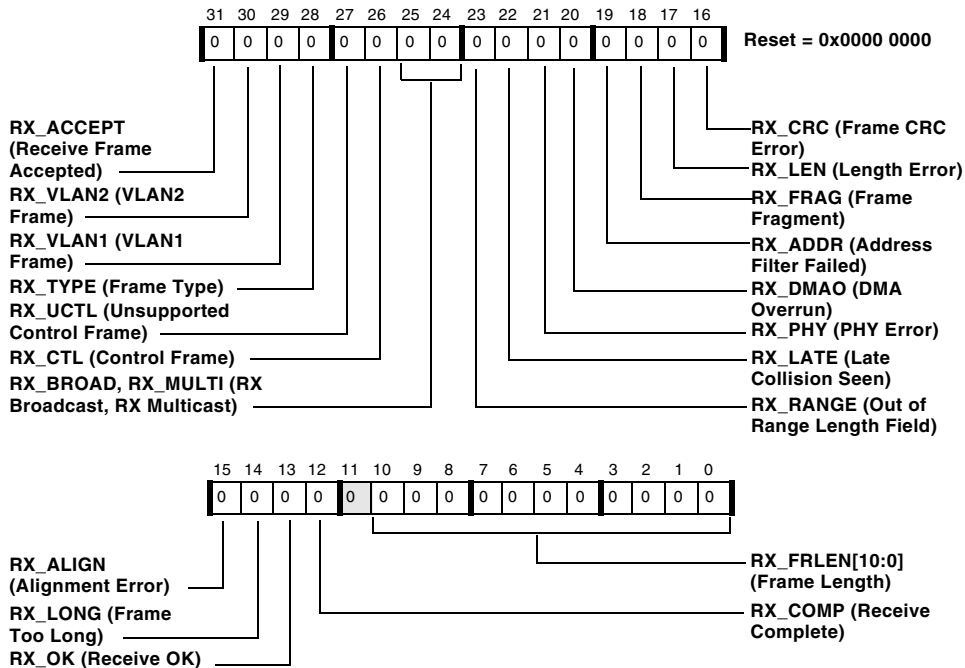 31 30 29 28 27 26 25 24 23 22 21 20 19 18 17 16
0 0 0 0 0 0 0 0 0 0 0 0 0 0 0 0
Reset = 0x0000 0000
RX_ACCEPT
(Receive Frame
Accepted)
RX_VLAN2 (VLAN2
Frame)
RX_VLAN1 (VLAN1
Frame)
RX_TYPE (Frame Type)
RX_UCTL (Unsupported
Control Frame)
RX_CTL (Control Frame)
RX_BROAD, RX_MULTI (RX
Broadcast, RX Multicast)
RX_CRC (Frame CRC
Error)
RX_LEN (Length Error)
RX_FRAG (Frame
Fragment)
RX_ADDR (Address
Filter Failed)
RX_DMAO (DMA
Overrun)
RX_PHY (PHY Error)
RX_LATE (Late
Collision Seen)
RX_RANGE (Out of
Range Length Field)
15 14 13 12 11 10 9 8 7 6 5 4 3 2 1 0
0 0 0 0 0 0 0 0 0 0 0 0 0 0 0 0
RX_ALIGN
(Alignment Error)
RX_LONG (Frame
Too Long)
RX_OK (Receive OK)
RX_FRLEN[10:0]
(Frame Length)
RX_COMP (Receive
Complete)